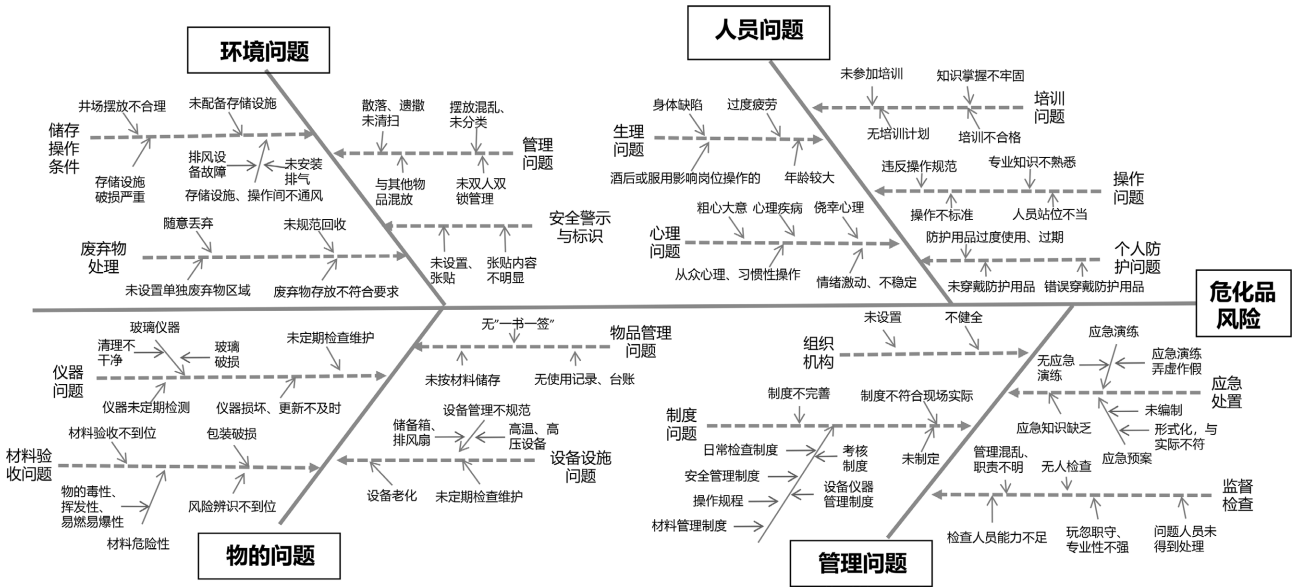 环境问题
井场摆放不合理
未配备存储设施
储存
操作
条件
排风设
备故障
未安装
排气
存储设施
破损严重
存储设施、操作间不通风
散落、遗撒
未清扫
摆放混乱、
未分类
管理
问题
与其他物
品混放
未双人双
锁管理
随意丢弃
未规范回收
废弃物
处理
未设置单独废弃物区域
废弃物存放不符合要求
安全警示
与标识
未设置、
张贴
张贴内容
不明显
人员问题
身体缺陷
过度疲劳
生理
问题
酒后或服用影响岗位操作的
年龄较大
未参加培训
知识掌握不牢固
培训
问题
无培训计划
培训不合格
违反操作规范
专业知识不熟悉
操作
问题
操作不标准
人员站位不当
粗心大意
心理疾病
侥幸心理
心理
问题
从众心理、习惯性操作
情绪激动、不稳定
防护用品过度使用、过期
个人防
护问题
未穿戴防护用品
错误穿戴防护用品
危化品
风险
玻璃仪器
清理不
干净
玻璃
破损
未定期检查维护
仪器
问题
仪器未定期检测
仪器损坏、更新不及时
无“一书一签”
物品管理
问题
未按材料储存
无使用记录、台账
材料验收不到位
包装破损
材料验
收问题
物的毒性、
挥发性、
易燃易爆性
风险辨识不到位
材料危险性
设备管理不规范
储备箱、
排风扇
高温、高
压设备
设备设施
问题
设备老化
未定期检查维护
物的问题
未设置
不健全
组织
机构
应急演练
无应急
演练
应急演练
弄虚作假
应急
处置
应急知识缺乏
未编制
形式化，与
实际不符
应急预案
制度不完善
制度不符合现场实际
制度
问题
日常检查制度
考核
制度
未制定
安全管理制度
操作规程
设备仪器
管理制度
材料管理制度
管理混乱、
职责不明
无人检查
监督
检查
检查人员能力不足
玩忽职守、
专业性不强
问题人员未
得到处理
管理问题